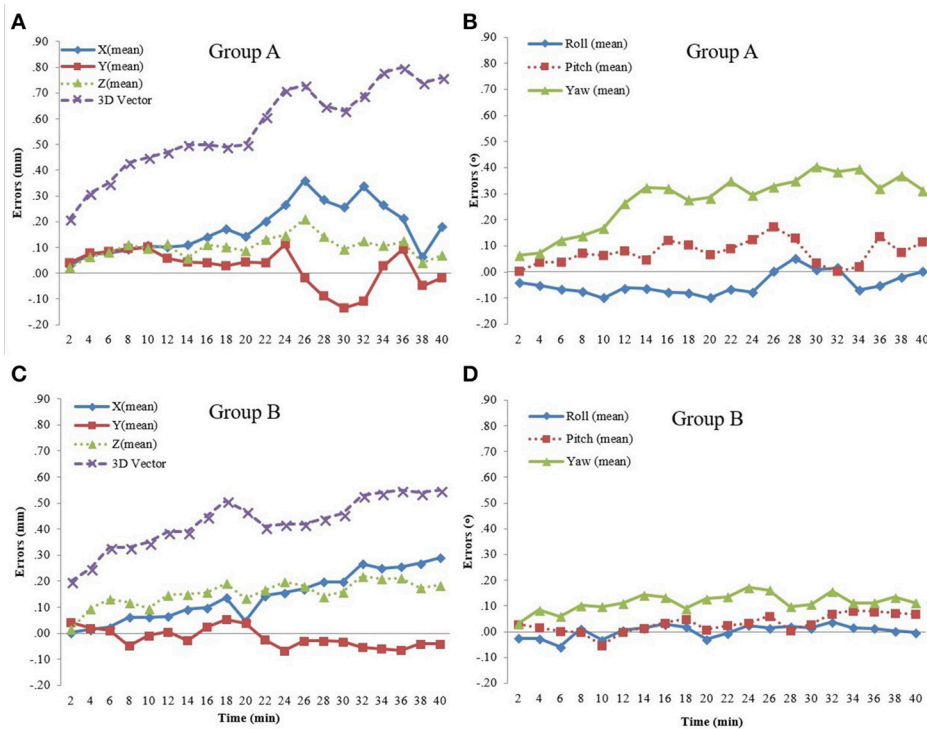 A
Group A
X(mean)
Y(mean)
Z(mean)
3D Vector
Errors (mm)
.90
.80
.70
.60
.50
.40
.30
.20
.10
.00
-.10
-.20
2 4 6 8 10 12 14 16 18 20 22 24 26 28 30 32 34 36 38 40
B
Group A
Roll (mean)
Pitch (mean)
Yaw (mean)
Errors (o)
.90
.80
.70
.60
.50
.40
.30
.20
.10
.00
-.10
-.20
2 4 6 8 10 12 14 16 18 20 22 24 26 28 30 32 34 36 38 40
C
Group B
X(mean)
Y(mean)
Z(mean)
3D Vector
Errors (mm)
.90
.80
.70
.60
.50
.40
.30
.20
.10
.00
-.10
-.20
2 4 6 8 10 12 14 16 18 20 22 24 26 28 30 32 34 36 38 40
Time (min)
D
Group B
Roll (mean)
Pitch (mean)
Yaw (mean)
Errors (o)
.90
.80
.70
.60
.50
.40
.30
.20
.10
.00
-.10
-.20
2 4 6 8 10 12 14 16 18 20 22 24 26 28 30 32 34 36 38 40
Time (min)